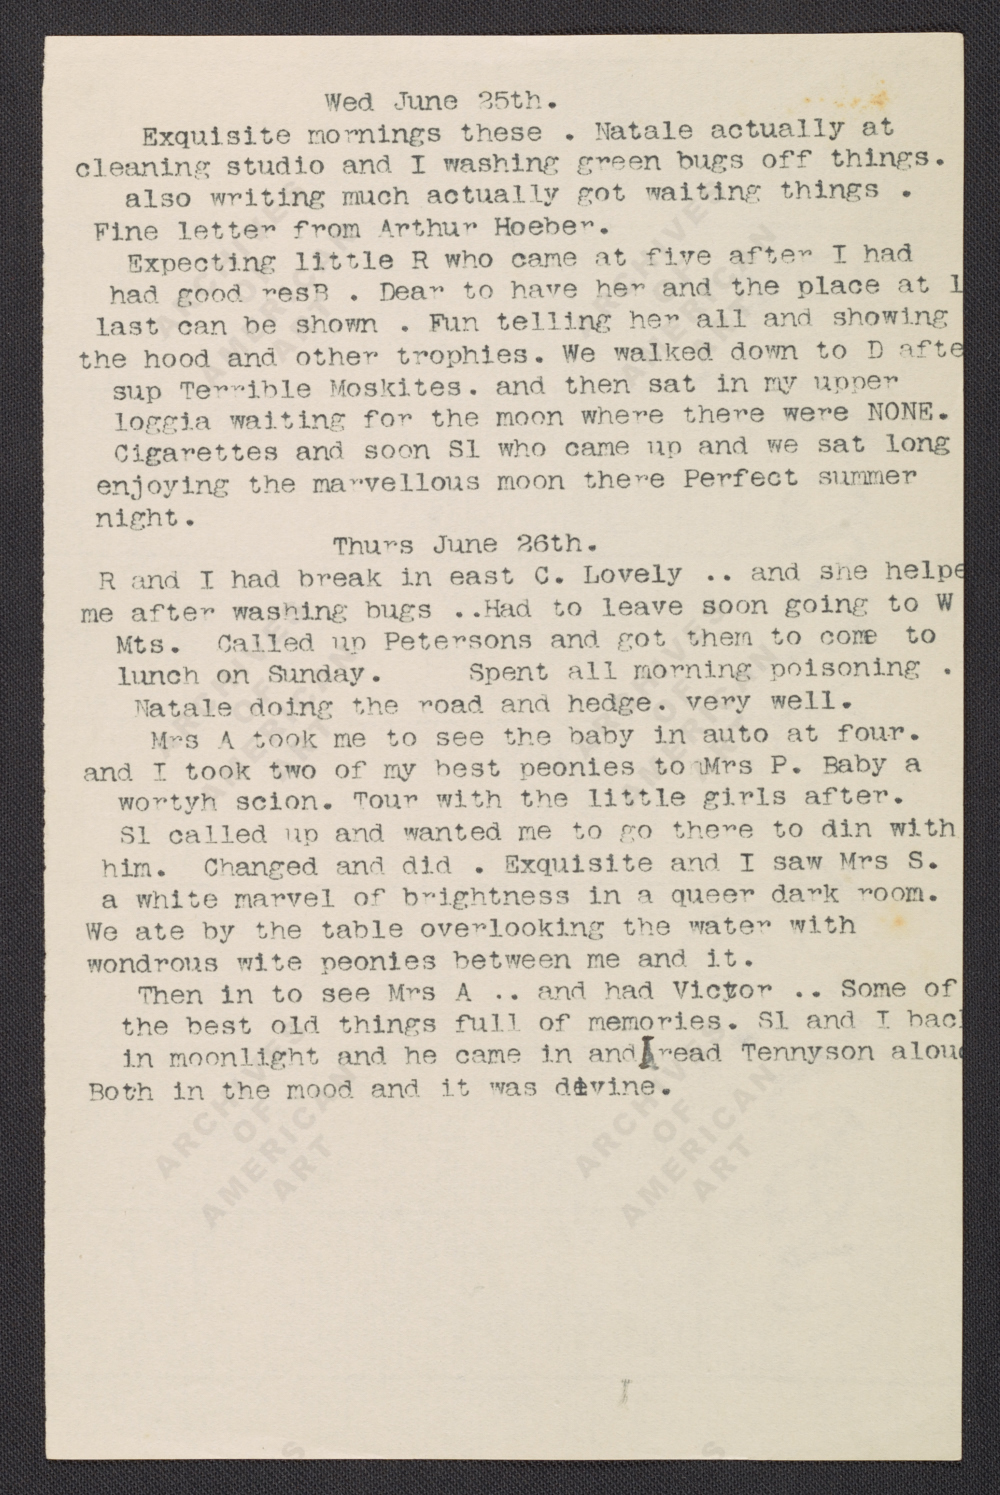 Wed June 25th.
Exquisite mornings these . Natale actually at
cleaning studio and I washing green bugs off things.
also writing much actually got waiting things .
Fine letter from Arthur Hoeber.
Expecting little R who came at five after I had
had good resB . Dear to have her and the place at l
last can be shown . Fun telling her all and showing
the hood and other trophies. We walked down to D afte
sup Terrible Moskites. and then sat in my upper
loggia waiting for the moon where there were NONE.
Cigarettes and soon Sl who came up and we sat long
enjoying the marvellous moon there Perfect summer
night.
Thurs June 26th.
R and I had break in east C. Lovely .. and she helpe
me after washing bugs ..Had to leave soon going to W
Mts. Called up Petersons and got them to come to
lunch on Sunday. Spent all morning poisoning .
Natale doing the road and hedge. very well.
Mrs A took me to see the baby in auto at four.
and I took two of my best peonies to Mrs P. Baby a
wortyh scion. Tour with the little girls after.
Sl called up and wanted me to go there to din with
him. Changed and did . Exquisite and I saw Mrs S.
a white marvel of brightness in a queer dark room.
We ate by the table overlooking the water with
wondrous wite peonies between me and it.
Then in to see Mrs A .. and had Victor .. Some of
the best old things full of memories. Sl and I bac
in moonlight and he came in and I read Tennyson alou
Both in the mood and it was divine.
ARCHIVES
OF
AMERICAN
ART
ARCHIVES
OF
AMERICAN
ART